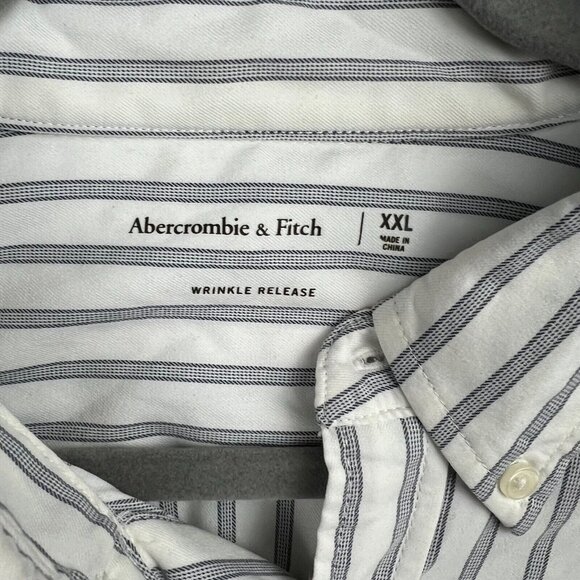 Abercrombie & Fitch
XXL
MADE IN
CHINA
WRINKLE RELEASE